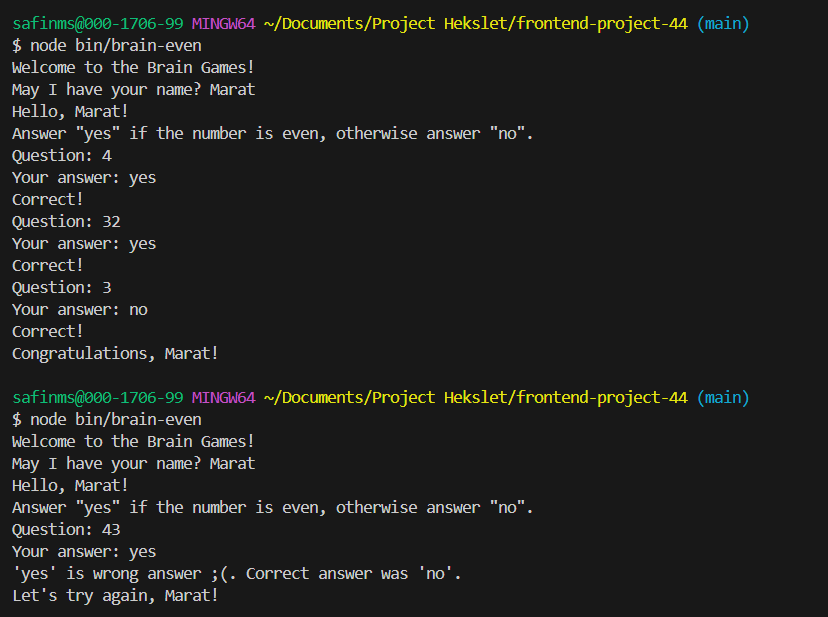 safinms@000-1706-99 MINGW64 ~/Documents/Project Hekslet/frontend-project-44 (main)
$ node bin/brain-even
Welcome to the Brain Games!
May I have your name? Marat
Hello, Marat!
Answer "yes" if the number is even, otherwise answer "no".
Question: 4
Your answer: yes
Correct!
Question: 32
Your answer: yes
Correct!
Question: 3
Your answer: no
Correct!
Congratulations, Marat!
safinms@000-1706-99 MINGW64 ~/Documents/Project Hekslet/frontend-project-44 (main)
$ node bin/brain-even
Welcome to the Brain Games!
May I have your name? Marat
Hello, Marat!
Answer "yes" if the number is even, otherwise answer "no".
Question: 43
Your answer: yes
'yes' is wrong answer ;(. Correct answer was 'no'.
Let's try again, Marat!